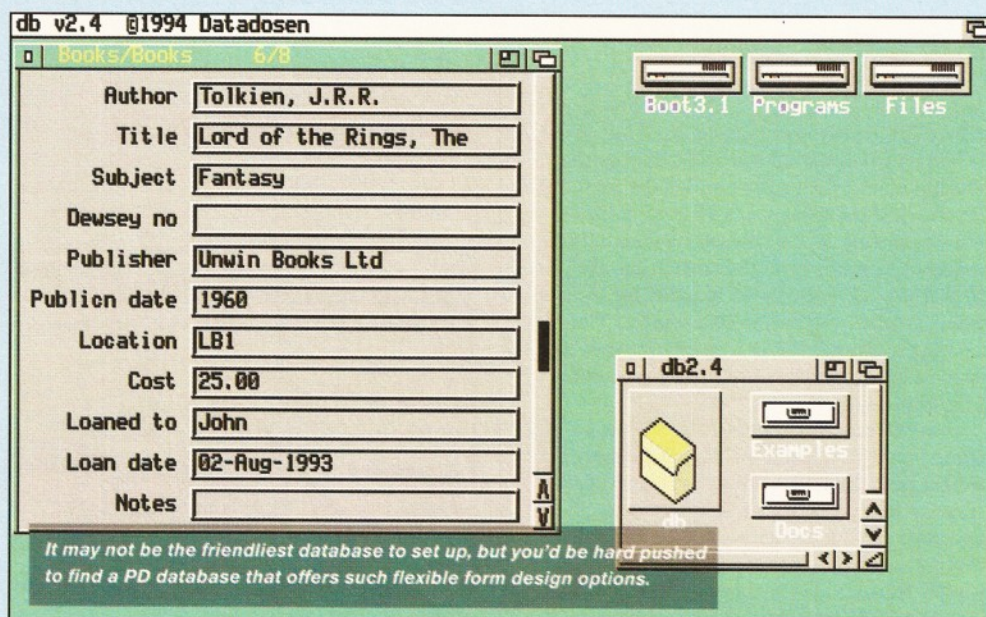 db v2.4 @1994 Datadosen
Books/Books 6/8
Author Tolkien, J.R.R.
Title Lord of the Rings, The
Subject Fantasy
Dewsey no
Publisher Unwin Books Ltd
Publicn date 1960
Location LB1
Cost 25.00
Loaned to John
Loan date 02-Aug-1993
Notes
Boot3.1 Programs Files
db2.4
Examples
db Docs
It may not be the friendliest database to set up, but you'd be hard pushed
to find a PD database that offers such flexible form design options.